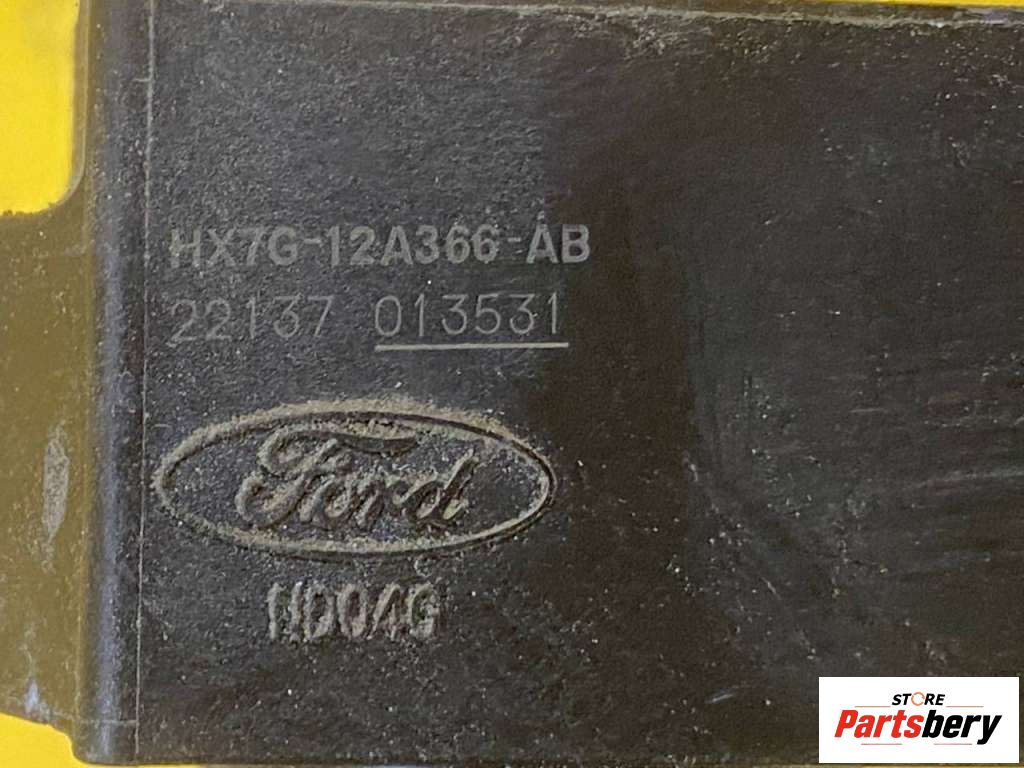 HX7G-12A366-AB
22137 013531
Ford
ND04G
STORE
Partsbery